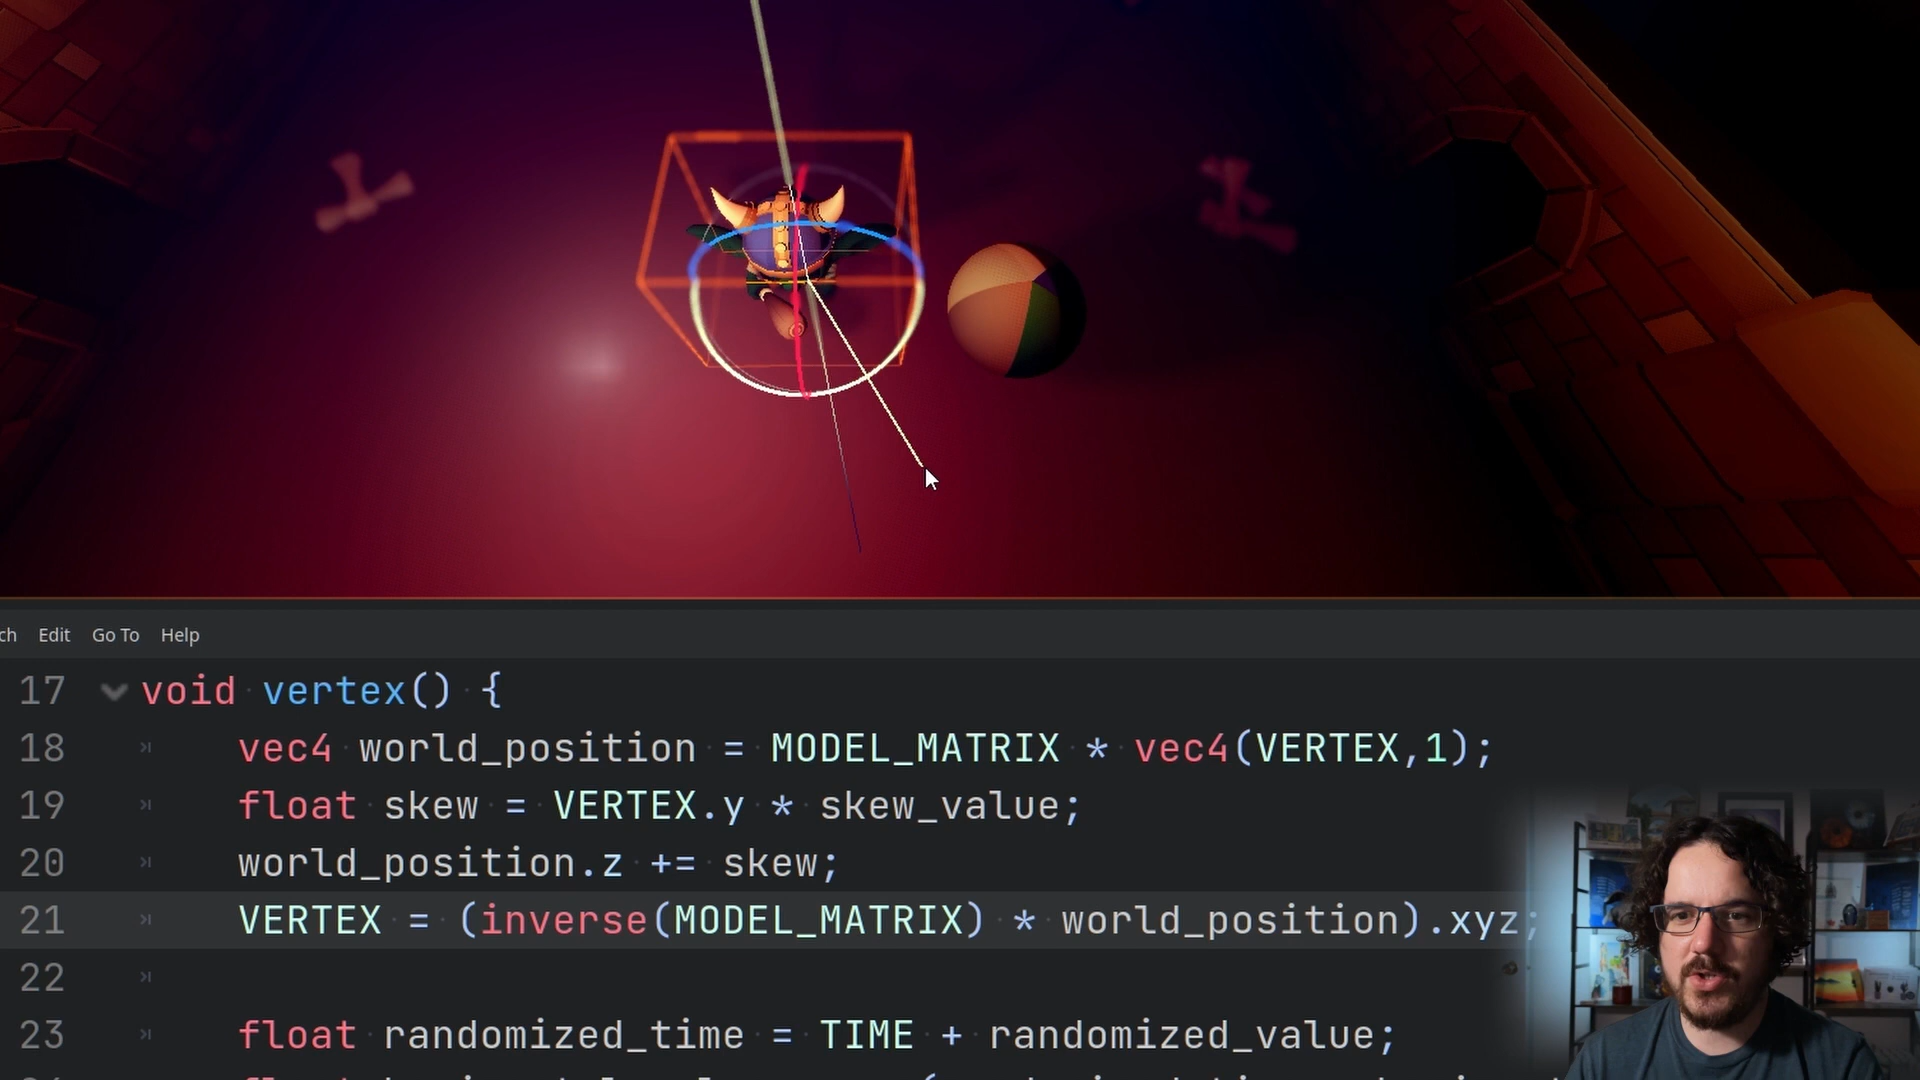 ch Edit Go To Help
17 void vertex() {
18 vec4 world_position = MODEL_MATRIX * vec4(VERTEX,1);
19 float skew = VERTEX.y * skew_value;
20 world_position.z += skew;
21 VERTEX = (inverse(MODEL_MATRIX) * world_position).xyz;
22
23 float randomized_time = TIME + randomized_value;